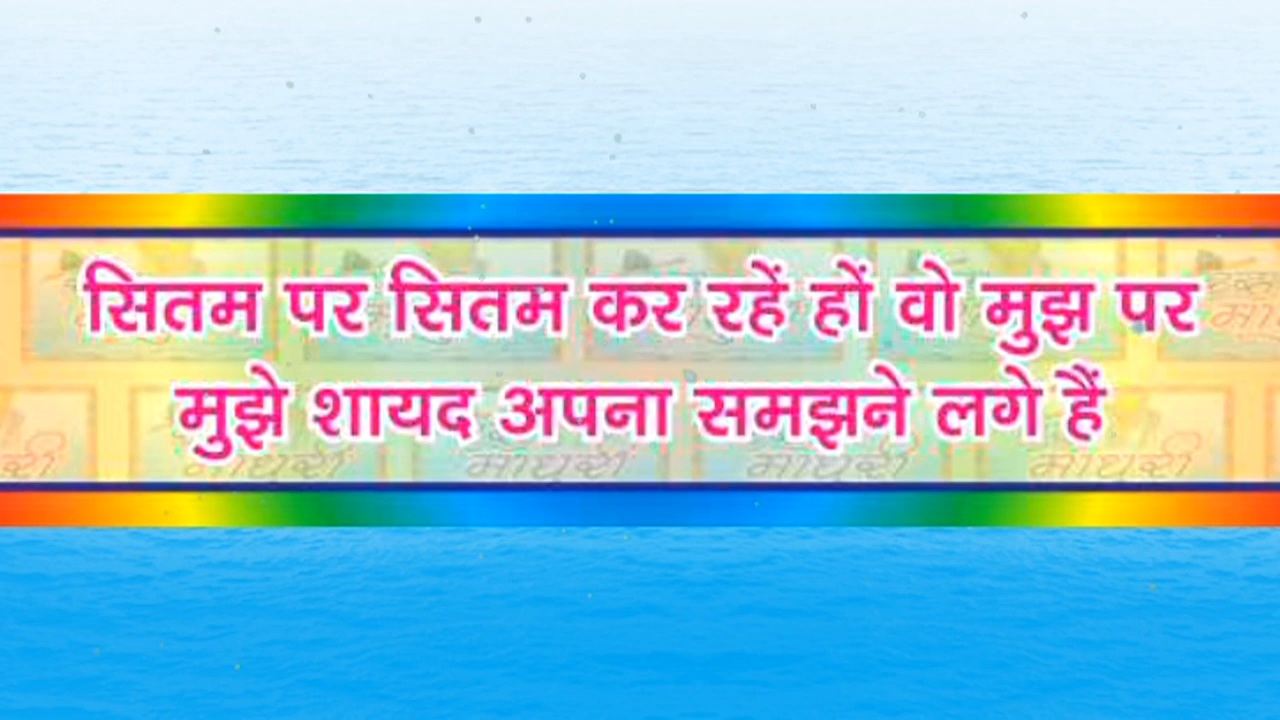 सितम पर सितम कर रहें हों वो मुझ पर
मुझे शायद अपना समझने लगे हैं
माधुरी माधुरी माधुरी माधुरी